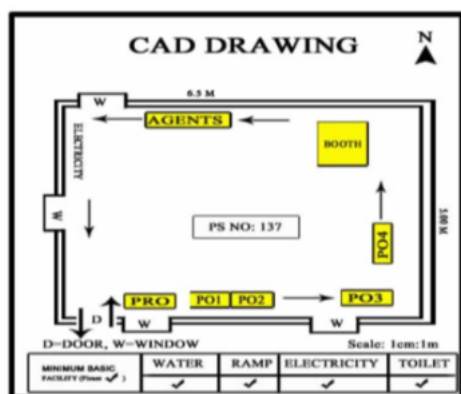 CAD DRAWING
N
6.5 M
W
AGENTS
ELECTRICITY
BOOTH
W
PS NO: 137
5.00 M
PO4
PRO PO1 PO2 PO3
D W W
D=DOOR, W=WINDOW Scale: 1cm:1m
MINIMUM BASIC WATER RAMP ELECTRICITY TOILET
FACILITY (Please ✓) ✓ ✓ ✓ ✓